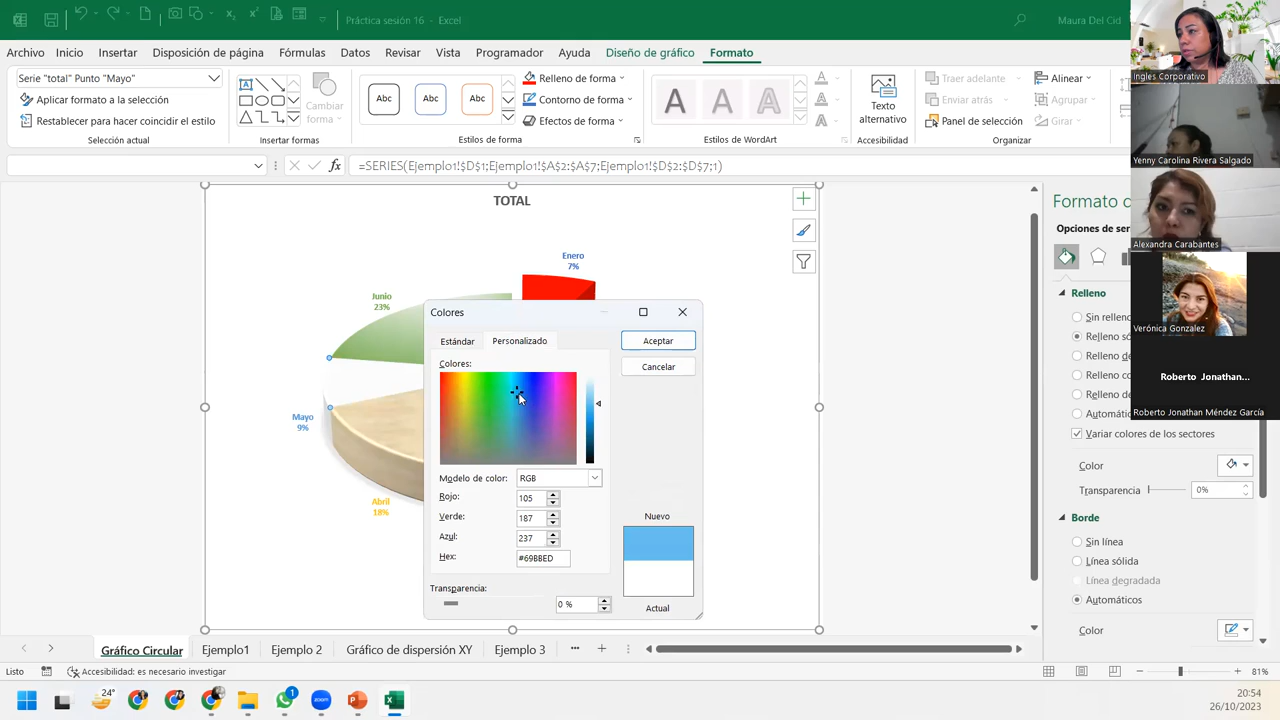 Práctica sesión 16 - Excel
Maura Del Cid
Archivo Inicio Insertar Disposición de página Fórmulas Datos Revisar Vista Programador Ayuda Diseño de gráfico Formato
Serie "total" Punto "Mayo"
Aplicar formato a la selección
Restablecer para hacer coincidir el estilo
Selección actual
Cambiar
forma
Insertar formas
Abc Abc Abc
Relleno de forma
Contorno de forma
Efectos de forma
Estilos de forma
A A A
Estilos de WordArt
Texto
alternativo
Accesibilidad
Traer adelante
Enviar atrás
Panel de selección
Alinear
Agrupar
Girar
Organizar
fx =SERIES(Ejemplo1!$D$1;Ejemplo1!$A$2:$A$7;Ejemplo1!$D$2:$D$7;1)
TOTAL
Enero
7%
Junio
23%
Mayo
9%
Abril
18%
Colores
Estándar Personalizado
Aceptar
Cancelar
Colores:
Modelo de color: RGB
Rojo: 105
Verde: 187
Azul: 237
Hex: #69BBED
Transparencia:
0 %
Nuevo
Actual
Formato d
Opciones de ser
Relleno
Sin rellen
Relleno só
Relleno de
Relleno co
Relleno de
Automátic
Variar colores de los sectores
Color
Transparencia 0%
Borde
Sin línea
Línea sólida
Línea degradada
Automáticos
Color
Ingles Corporativo
Yenny Carolina Rivera Salgado
Alexandra Carabantes
Verónica Gonzalez
Roberto Jonathan...
Roberto Jonathan Méndez García
Gráfico Circular Ejemplo1 Ejemplo 2 Gráfico de dispersión XY Ejemplo 3 ...
Listo Accesibilidad: es necesario investigar
81%
24°
1
zoom
20:54
26/10/2023